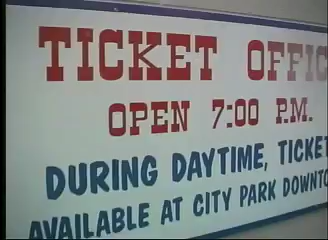 TICKET OFFIC
OPEN 7:00 P.M.
DURING DAYTIME, TICKET
AVAILABLE AT CITY PARK DOWNTO